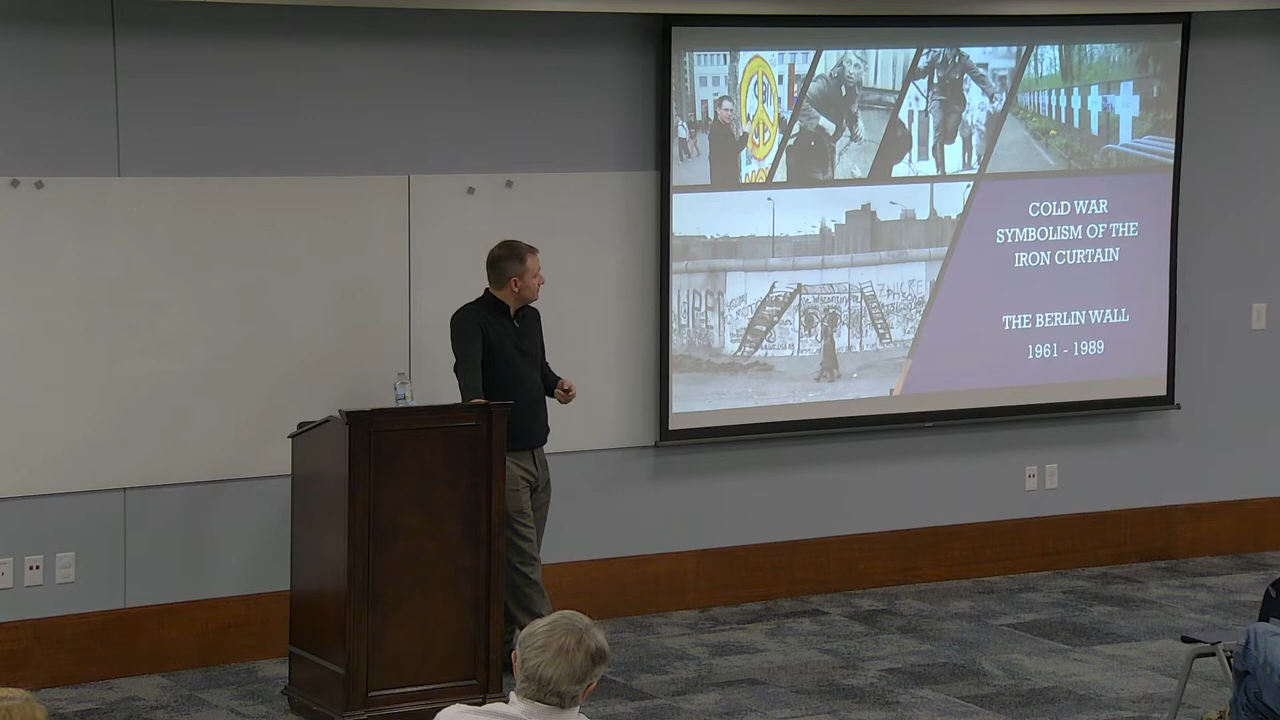 COLD WAR
SYMBOLISM OF THE
IRON CURTAIN
THE BERLIN WALL
1961 - 1989